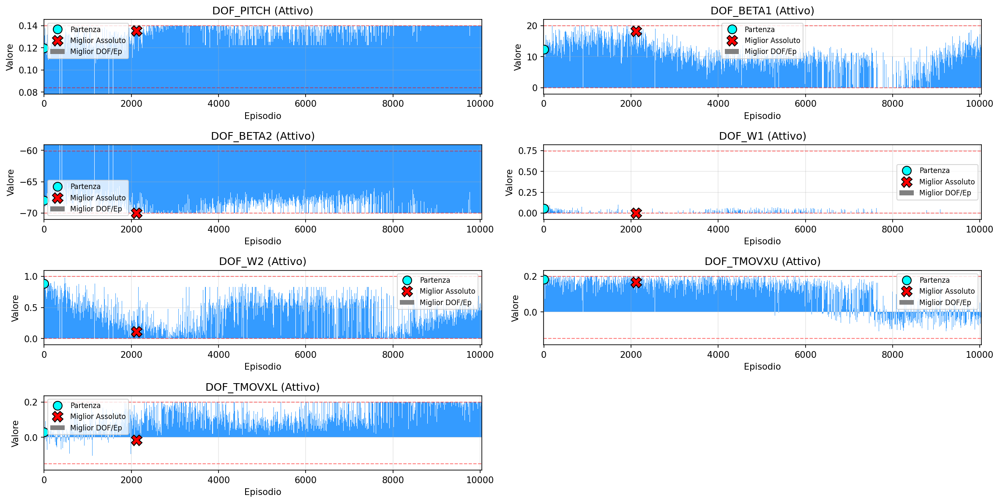 DOF_PITCH (Attivo)
0.14
0.12
0.10
0.08
Valore
Partenza
Miglior Assoluto
Miglior DOF/Ep
0 2000 4000 6000 8000 10000
Episodio
DOF_BETA1 (Attivo)
20
10
0
Valore
Partenza
Miglior Assoluto
Miglior DOF/Ep
0 2000 4000 6000 8000 10000
Episodio
DOF_BETA2 (Attivo)
−60
−65
−70
Valore
Partenza
Miglior Assoluto
Miglior DOF/Ep
0 2000 4000 6000 8000 10000
Episodio
DOF_W1 (Attivo)
0.75
0.50
0.25
0.00
Valore
Partenza
Miglior Assoluto
Miglior DOF/Ep
0 2000 4000 6000 8000 10000
Episodio
DOF_W2 (Attivo)
1.0
0.5
0.0
Valore
Partenza
Miglior Assoluto
Miglior DOF/Ep
0 2000 4000 6000 8000 10000
Episodio
DOF_TMOVXU (Attivo)
0.2
0.0
Valore
Partenza
Miglior Assoluto
Miglior DOF/Ep
0 2000 4000 6000 8000 10000
Episodio
DOF_TMOVXL (Attivo)
0.2
0.0
Valore
Partenza
Miglior Assoluto
Miglior DOF/Ep
0 2000 4000 6000 8000 10000
Episodio